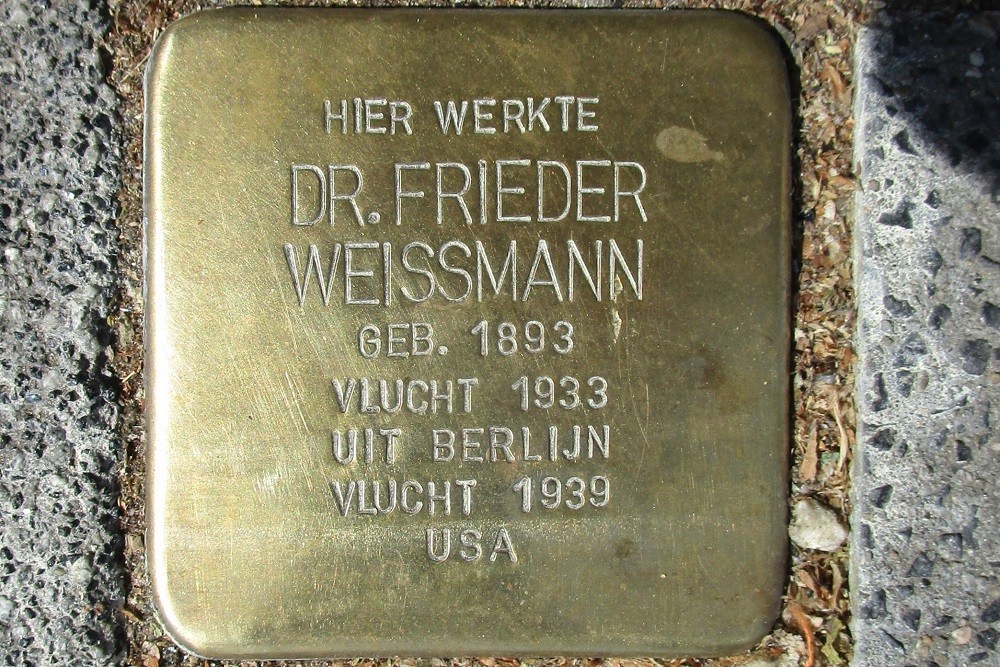 HIER WERKTE
DR. FRIEDER
WEISSMANN
GEB. 1893
VLUCHT 1933
UIT BERLIJN
VLUCHT 1939
USA